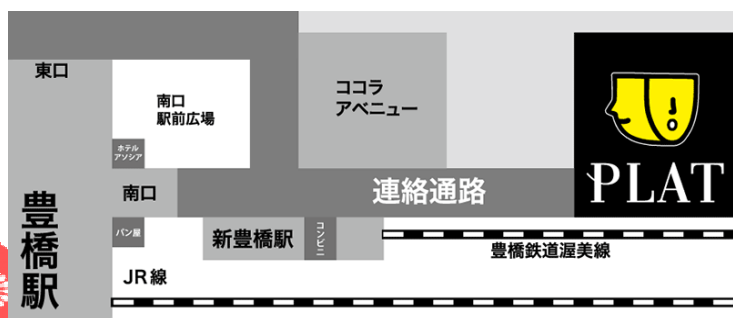 東口
南口
駅前広場
ココラ
アベニュー
ホテル
アソシア
南口
連絡通路
PLAT
豊橋駅
パン屋
新豊橋駅
コンビニ
豊橋鉄道渥美線
JR線